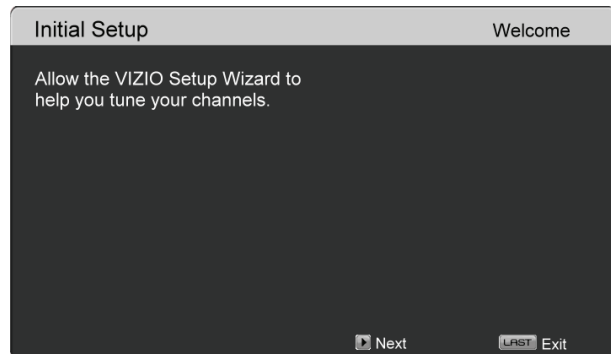 Initial Setup Welcome
Allow the VIZIO Setup Wizard to
help you tune your channels.
Next LAST Exit